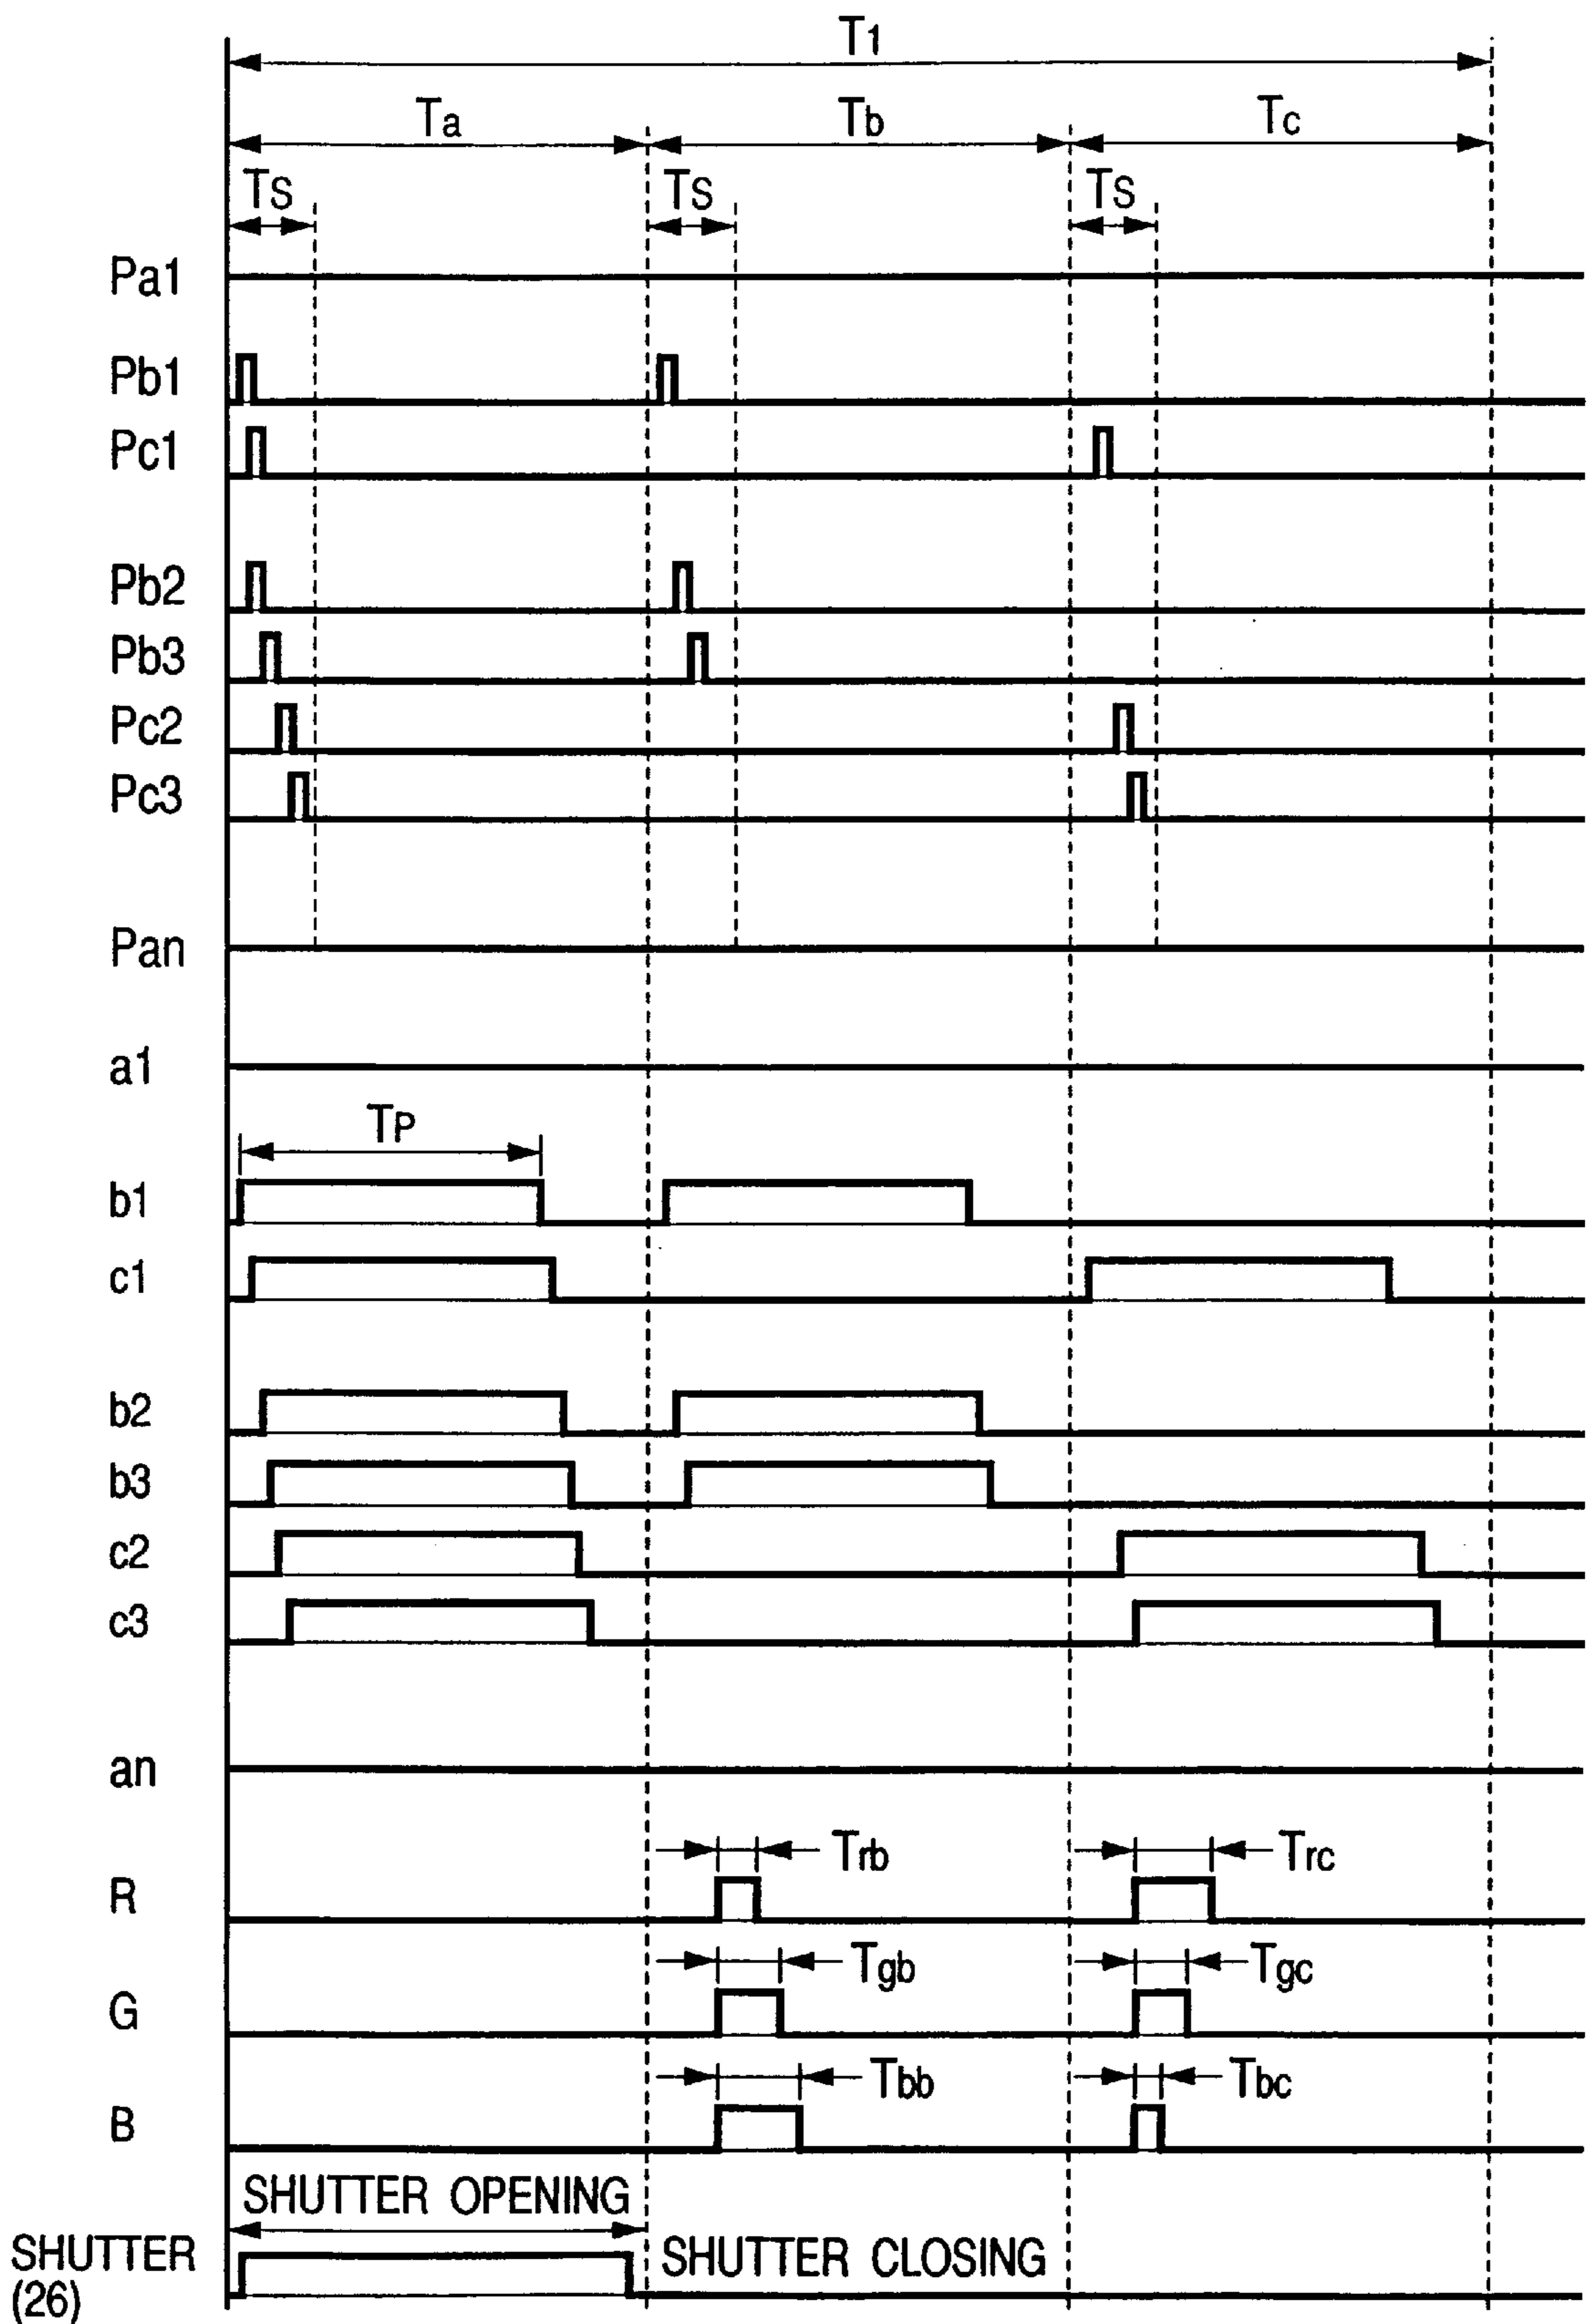 T1
Ta Tb Tc
TS TS TS
Pa1
Pb1
Pc1
Pb2
Pb3
Pc2
Pc3
Pan
a1
TP
b1
c1
b2
b3
c2
c3
an
Trb Trc
R
Tgb Tgc
G
Tbb Tbc
B
SHUTTER OPENING
SHUTTER (26)
SHUTTER CLOSING